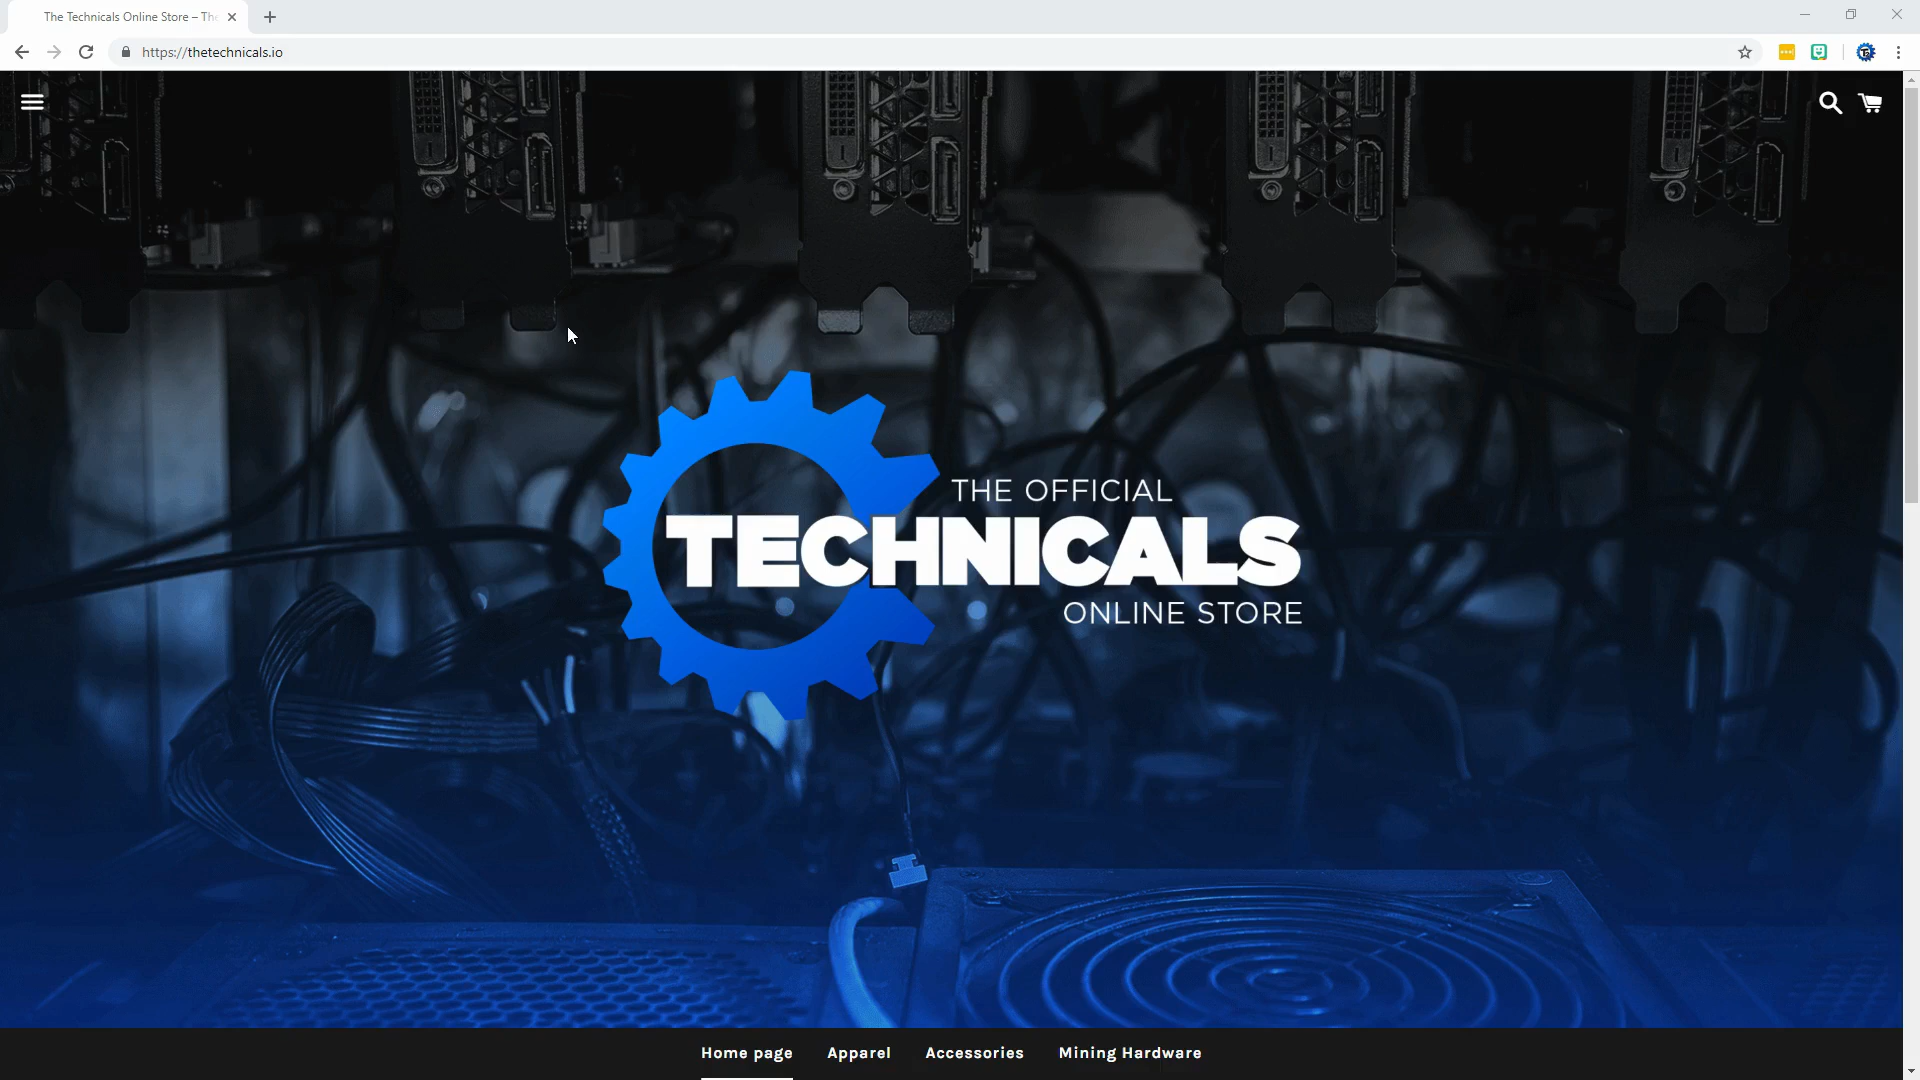 The Technicals Online Store – The
https://thetechnicals.io
THE OFFICIAL
TECHNICALS
ONLINE STORE
Home page
Apparel
Accessories
Mining Hardware